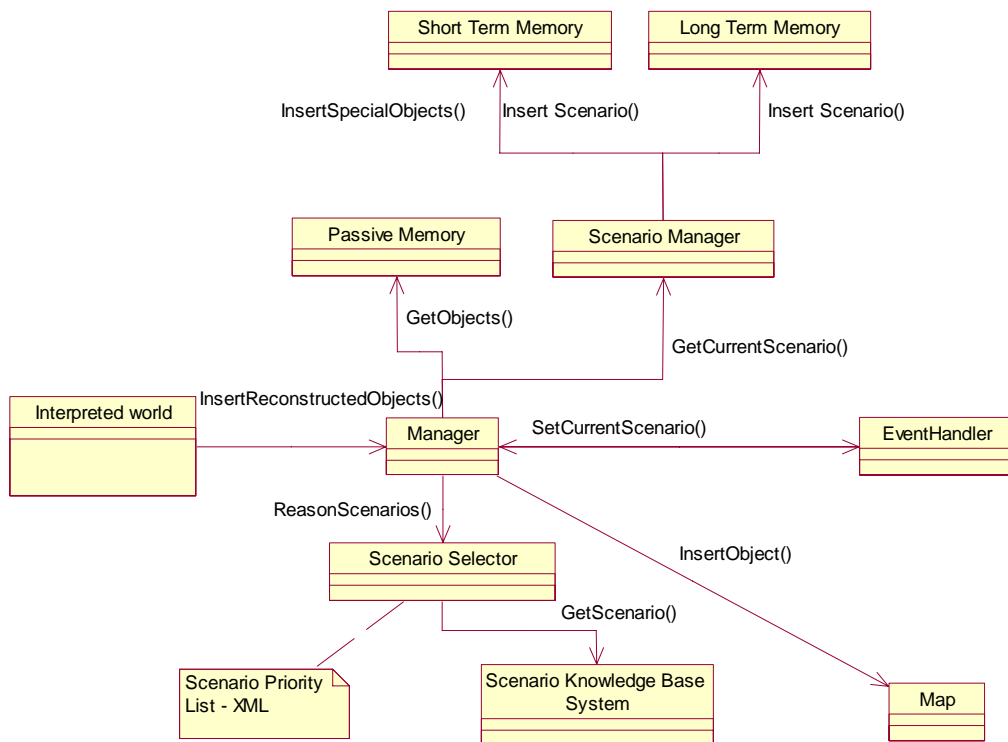 Short Term Memory
Long Term Memory
InsertSpecialObjects()
Insert Scenario()
Insert Scenario()
Passive Memory
Scenario Manager
GetObjects()
GetCurrentScenario()
InsertReconstructedObjects()
Interpreted world
Manager
SetCurrentScenario()
EventHandler
ReasonScenarios()
Scenario Selector
InsertObject()
GetScenario()
Scenario Priority
List - XML
Scenario Knowledge Base
System
Map